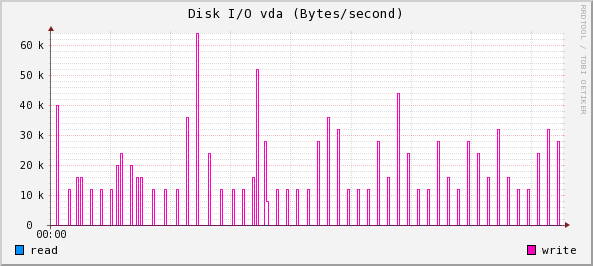 Disk I/O vda (Bytes/second)
RRDTOOL / TOBI OETIKER
60 k
50 k
40 k
30 k
20 k
10 k
0
00:00
read
write